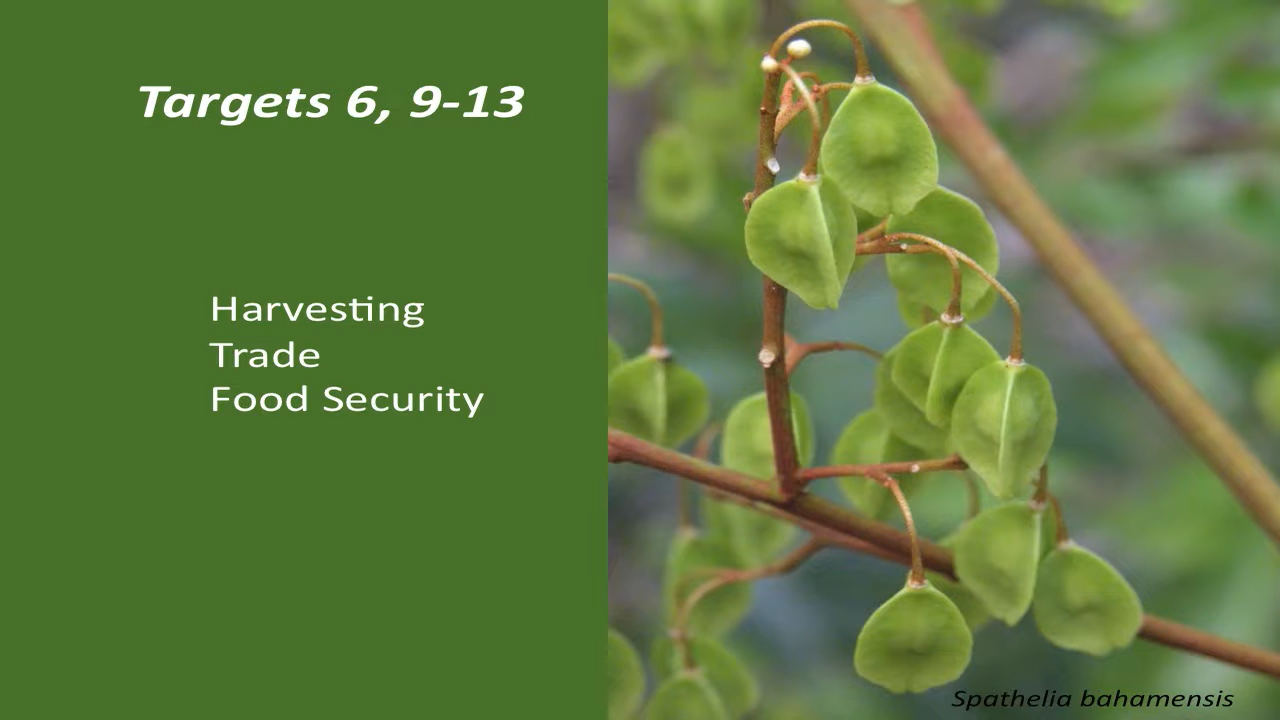 Targets 6, 9-13
Harvesting
Trade
Food Security
Spathelia bahamensis